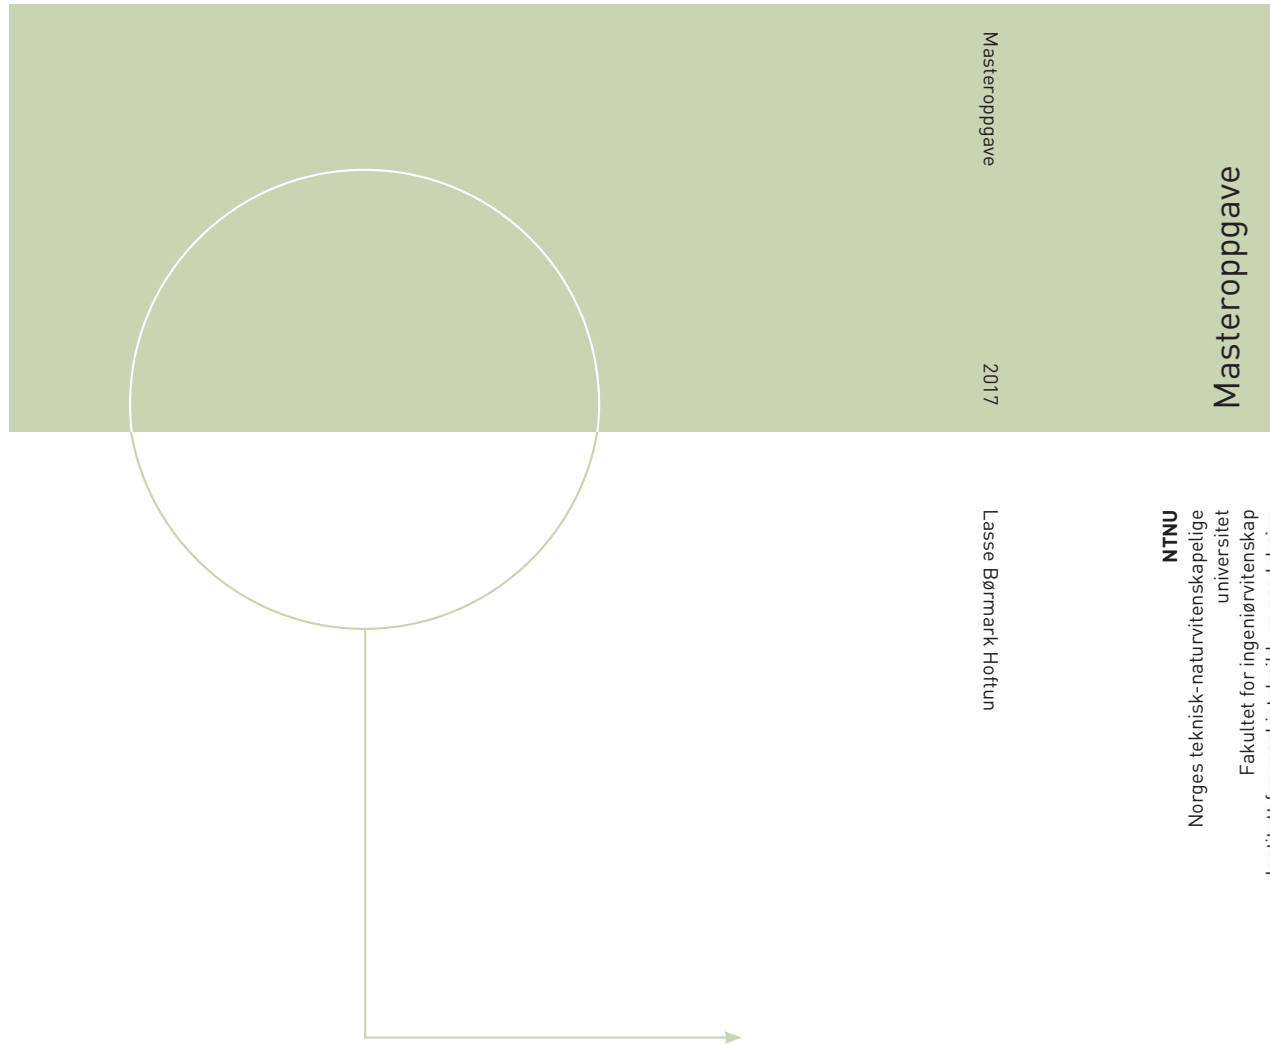 Masteroppgave
2017
Lasse Børmark Hoftun
Masteroppgave
NTNU
Norges teknisk-naturvitenskapelige
universitet
Fakultet for ingeniørvitenskap